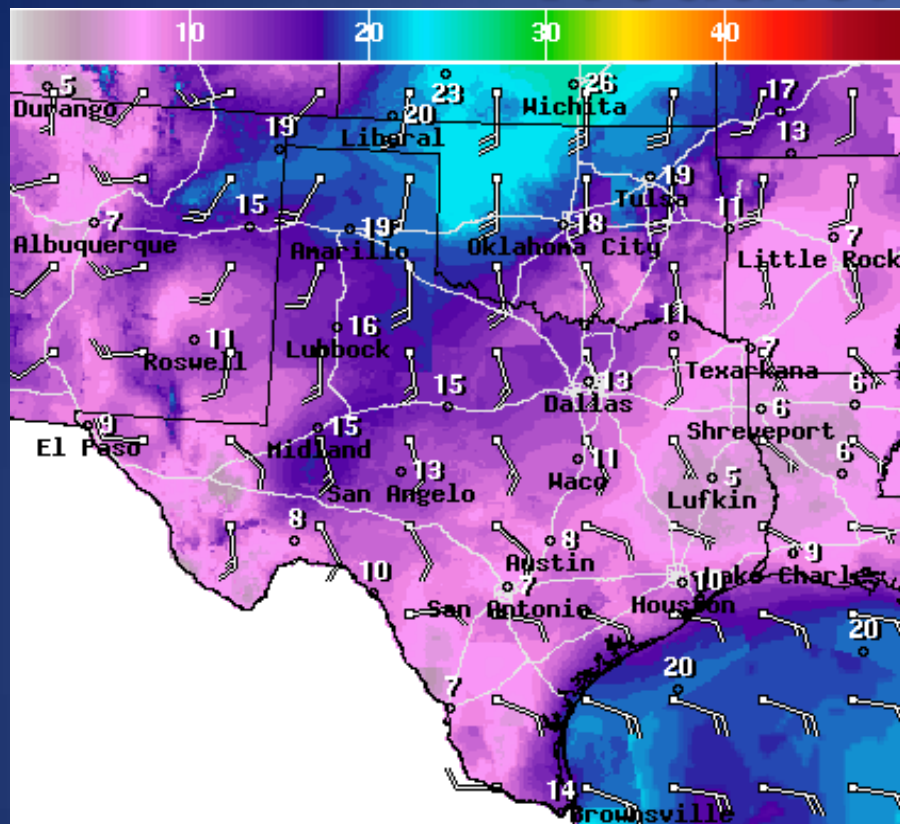 10 20 30 40
5 23 26 17
Durango Wichita
20
19 Liberal 13
19
Tulsa
7 15 19 18 11 7
Albuquerque Amarillo Oklahoma City Little Rock
11 16 11 7
Roswell Lubbock Texarkana
15 13 6 6
Dallas
9 15 Shreveport
El Paso Midland
13 11 5 6
San Angelo Waco Lufkin
8 8 9
Austin
10 7 10 Lake Charles
San Antonio Houston
20
20
7
14
Brownsville